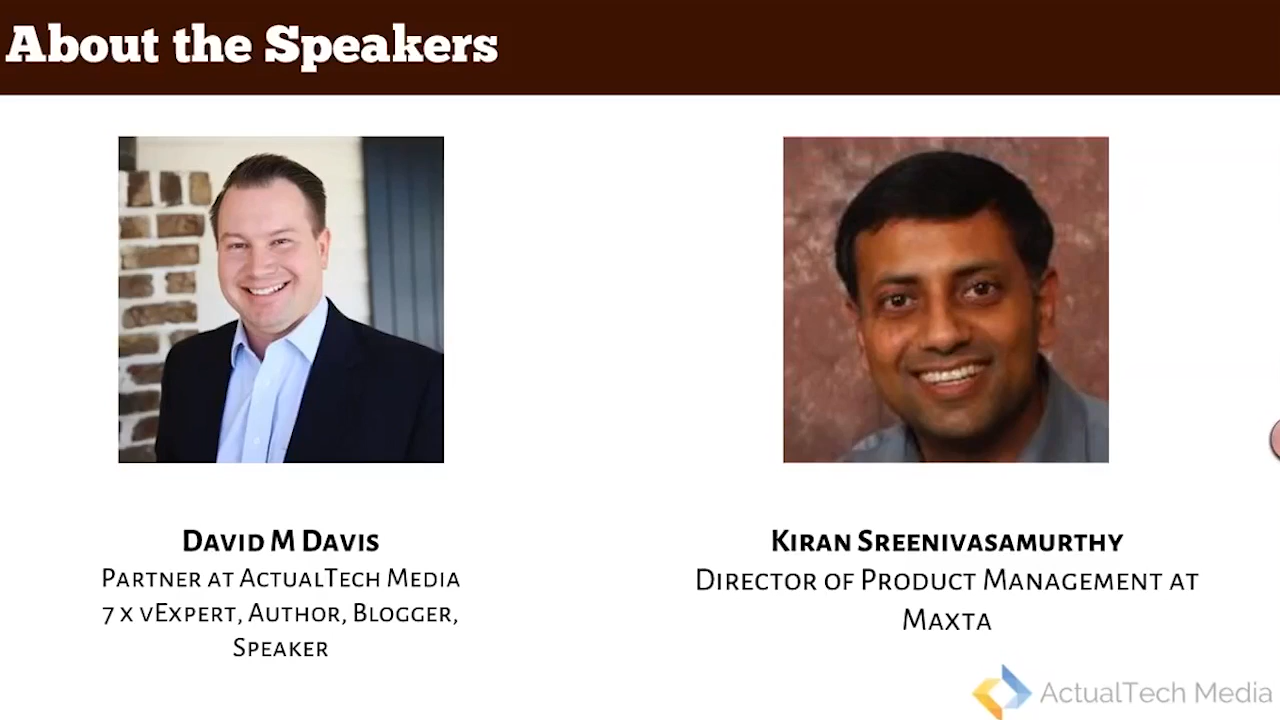 About the Speakers
David M Davis
Partner at ActualTech Media
7 x vExpert, Author, Blogger,
Speaker
Kiran Sreenivasamurthy
Director of Product Management at
Maxta
ActualTech Media